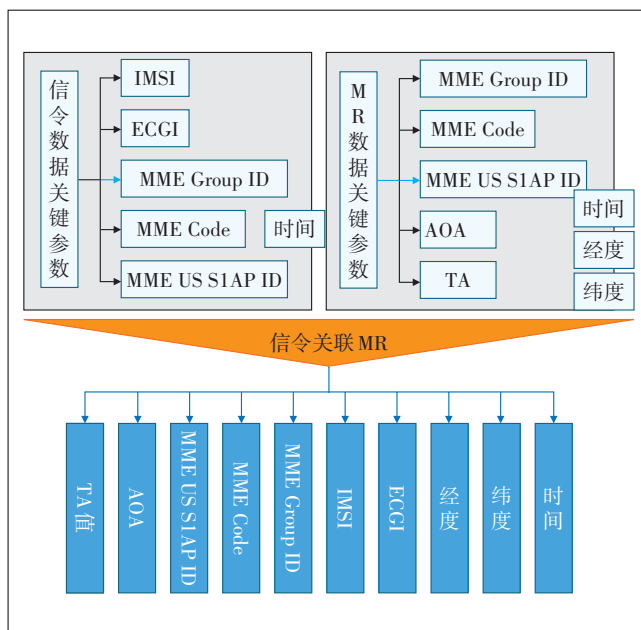 信令数据关键参数
IMSI
ECGI
MME Group ID
MME Code
MME US S1AP ID
时间
MR数据关键参数
MME Group ID
MME Code
MME US S1AP ID
AOA
TA
时间
经度
纬度
信令关联MR
TA值
AOA
MME US S1AP ID
MME Code
MME Group ID
IMSI
ECGI
经度
纬度
时间